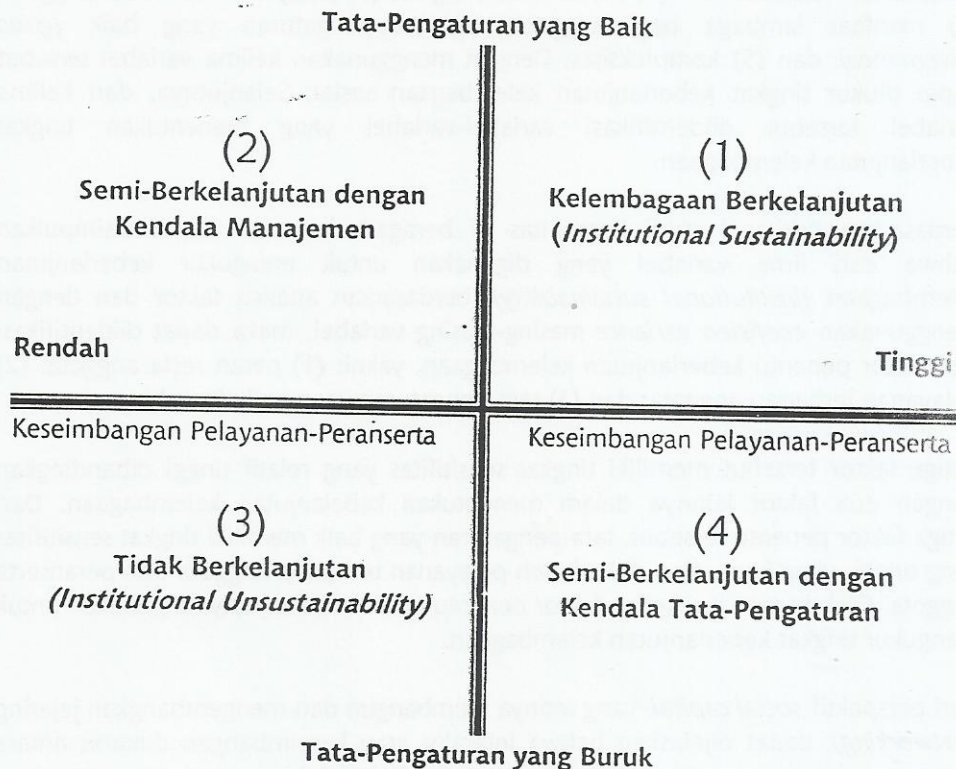 Tata-Pengaturan yang Baik
(2)
Semi-Berkelanjutan dengan
Kendala Manajemen
(1)
Kelembagaan Berkelanjutan
(Institutional Sustainability)
Rendah
Tinggi
Keseimbangan Pelayanan-Peranserta
Keseimbangan Pelayanan-Peranserta
(3)
Tidak Berkelanjutan
(Institutional Unsustainability)
(4)
Semi-Berkelanjutan dengan
Kendala Tata-Pengaturan
Tata-Pengaturan yang Buruk